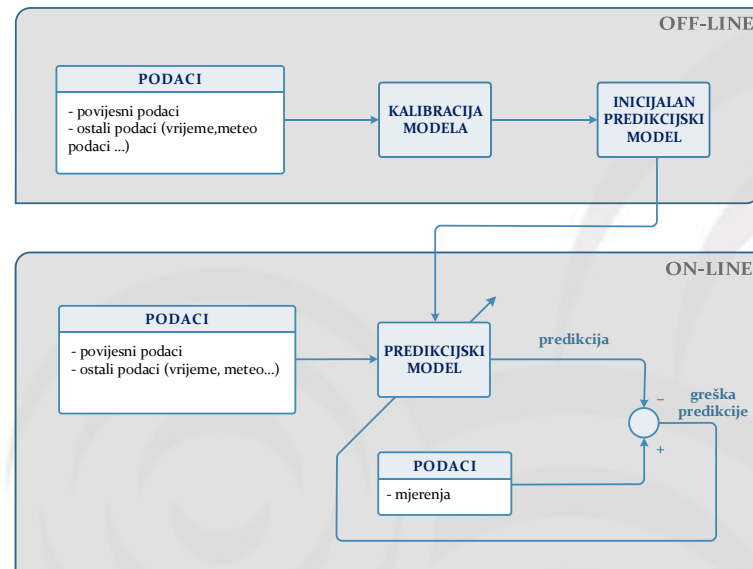 OFF-LINE
PODACI
- povijesni podaci
- ostali podaci (vrijeme,meteo
podaci ...)
KALIBRACIJA
MODELA
INICIJALAN
PREDIKCIJSKI
MODEL
ON-LINE
PODACI
- povijesni podaci
- ostali podaci (vrijeme, meteo...)
PREDIKCIJSKI
MODEL
predikcija
−
greška
predikcije
+
PODACI
- mjerenja